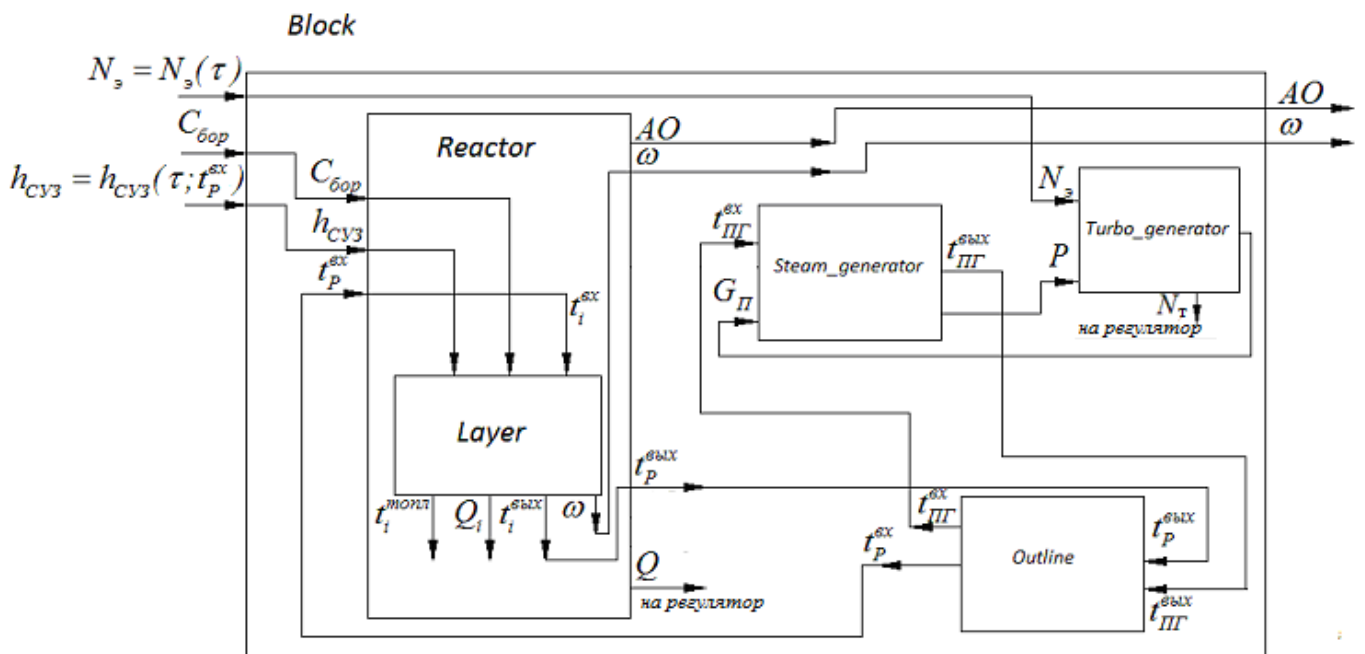 Block
N_э = N_э(τ)
C_бор
h_СУЗ = h_СУЗ(τ; t_P^вх)
Reactor
C_бор
h_СУЗ
t_P^вх
t_i^вх
Layer
t_i^топл
Q_i
t_i^вых
ω
AO
ω
t_P^вых
Q
на регулятор
t_ПГ^вх
G_П
Steam_generator
t_ПГ^вых
N_э
P
Turbo_generator
N_т
на регулятор
AO
ω
t_ПГ^вх
t_P^вх
Outline
t_P^вых
t_ПГ^вых